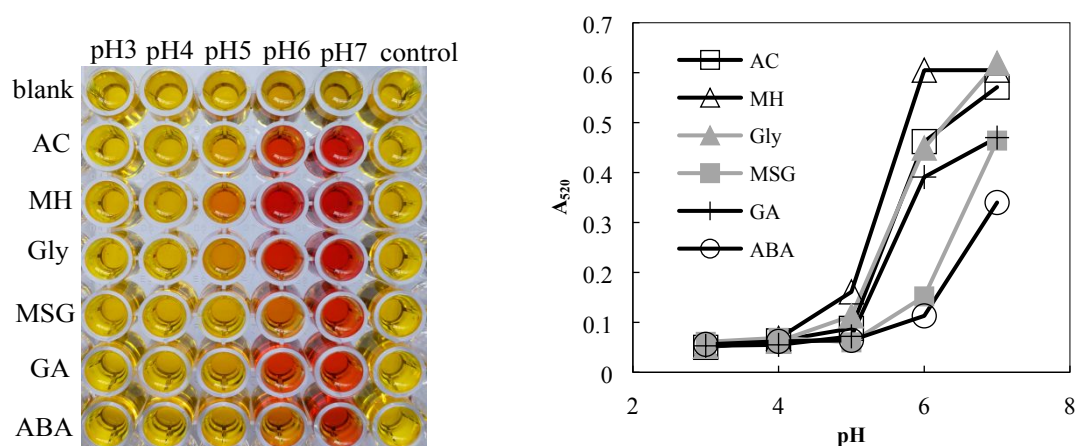 pH3 pH4 pH5 pH6 pH7 control
blank
AC
MH
Gly
MSG
GA
ABA
0.7
0.6
0.5
0.4
0.3
0.2
0.1
0
A520
AC
MH
Gly
MSG
GA
ABA
2 4 6 8
pH